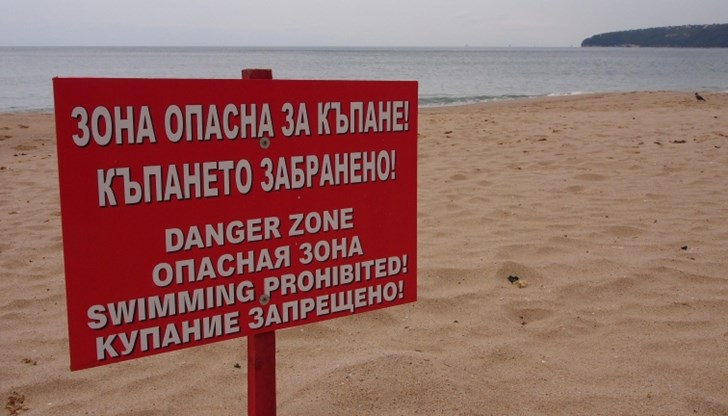 ЗОНА ОПАСНА ЗА КЪПАНЕ!
КЪПАНЕТО ЗАБРАНЕНО!
DANGER ZONE
ОПАСНАЯ ЗОНА
SWIMMING PROHIBITED!
КУПАНИЕ ЗАПРЕЩЕНО!